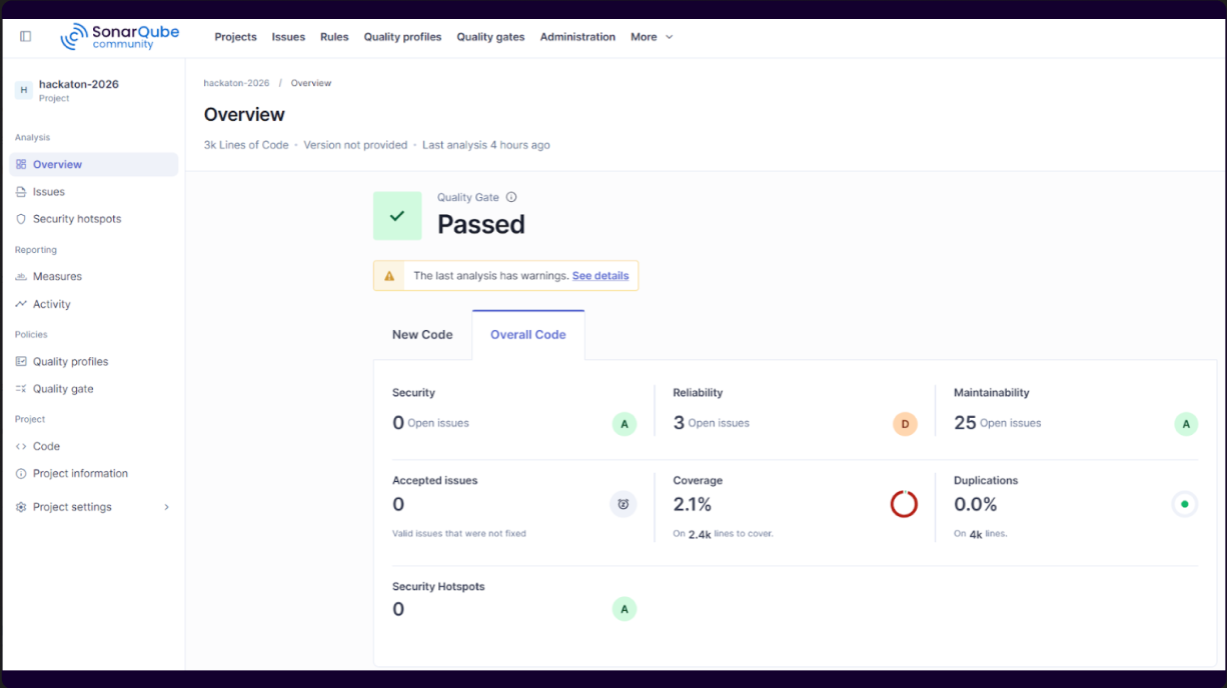 SonarQube
community
Projects Issues Rules Quality profiles Quality gates Administration More
H
hackaton-2026
Project
Analysis
Overview
Issues
Security hotspots
Reporting
Measures
Activity
Policies
Quality profiles
Quality gate
Project
Code
Project information
Project settings
hackaton-2026 / Overview
Overview
3k Lines of Code • Version not provided • Last analysis 4 hours ago
Quality Gate
Passed
The last analysis has warnings. See details
New Code
Overall Code
Security
0 Open issues
A
Reliability
3 Open issues
D
Maintainability
25 Open issues
A
Accepted issues
0
Valid issues that were not fixed
Coverage
2.1%
On 2.4k lines to cover.
Duplications
0.0%
On 4k lines.
Security Hotspots
0
A